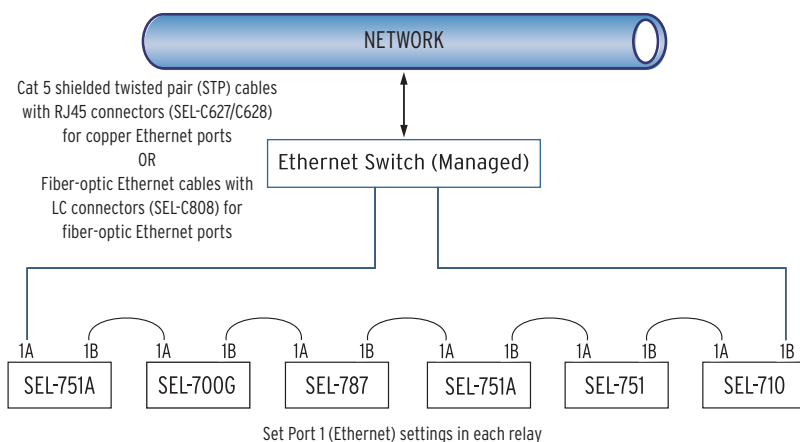 NETWORK
Cat 5 shielded twisted pair (STP) cables
with RJ45 connectors (SEL-C627/C628)
for copper Ethernet ports
OR
Fiber-optic Ethernet cables with
LC connectors (SEL-C808) for
fiber-optic Ethernet ports
Ethernet Switch (Managed)
1A 1B 1A 1B 1A 1B 1A 1B 1A 1B 1A 1B
SEL-751A SEL-700G SEL-787 SEL-751A SEL-751 SEL-710
Set Port 1 (Ethernet) settings in each relay